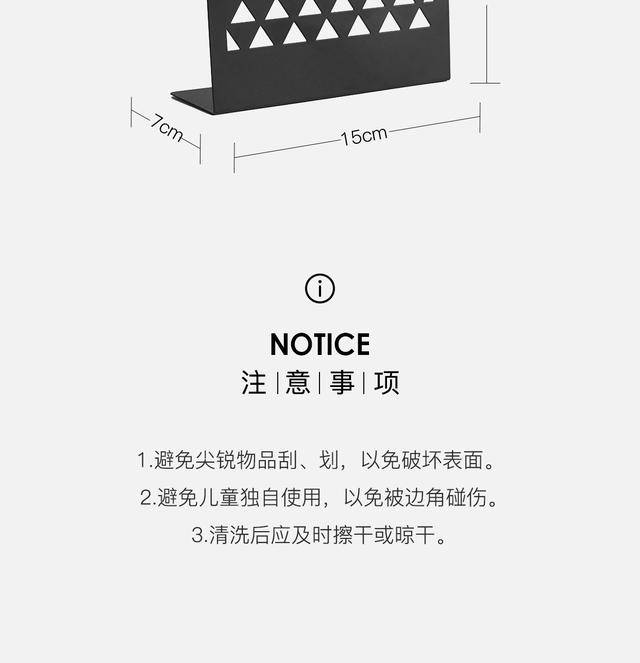 7cm
15cm
NOTICE
注|意|事|项
1.避免尖锐物品刮、划，以免破坏表面。
2.避免儿童独自使用，以免被边角碰伤。
3.清洗后应及时擦干或晾干。